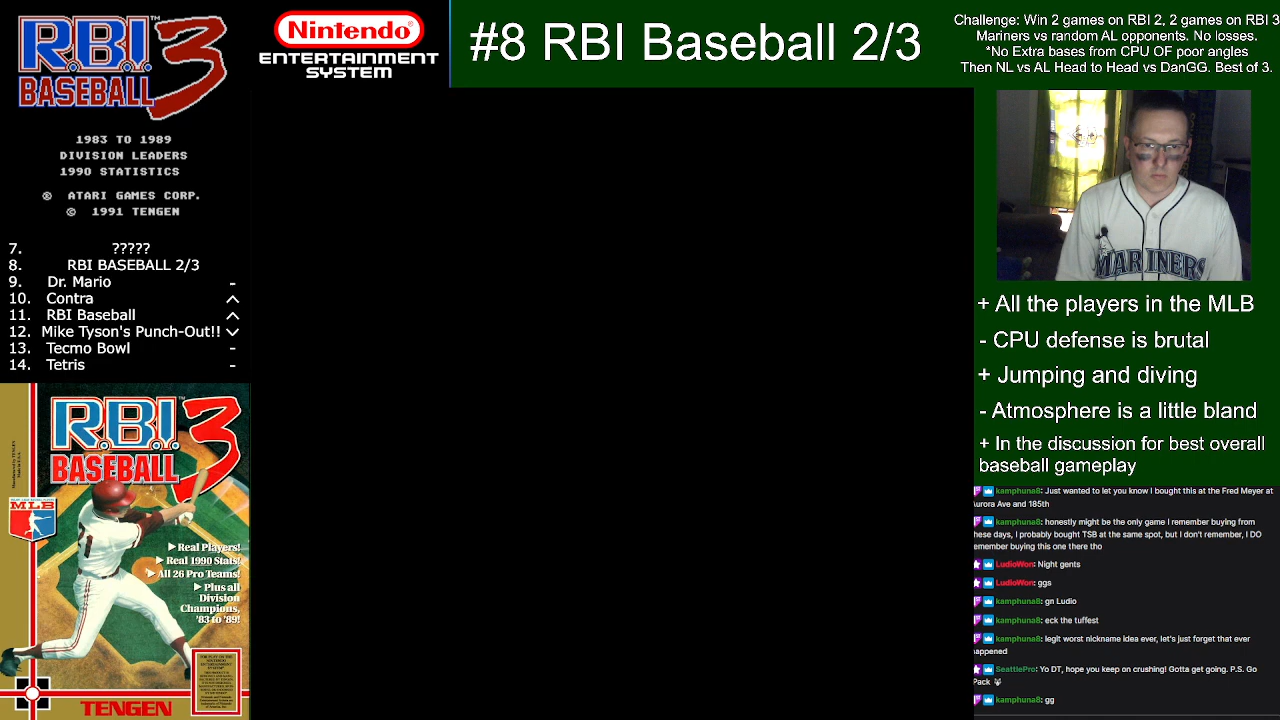 R.B.I. 3
BASEBALL
™
1983 TO 1989
DIVISION LEADERS
1990 STATISTICS
® ATARI GAMES CORP.
© 1991 TENGEN
Nintendo®
ENTERTAINMENT
SYSTEM
#8 RBI Baseball 2/3
Challenge: Win 2 games on RBI 2, 2 games on RBI 3
Mariners vs random AL opponents. No losses.
*No Extra bases from CPU OF poor angles
Then NL vs AL Head to Head vs DanGG. Best of 3.
7. ?????
8. RBI BASEBALL 2/3
9. Dr. Mario -
10. Contra ^
11. RBI Baseball ^
12. Mike Tyson's Punch-Out!! v
13. Tecmo Bowl -
14. Tetris -
R.B.I.™ 3
BASEBALL
MLB
21
▶ Real Players!
▶ Real 1990 Stats!
▶ All 26 Pro Teams!
▶ Plus all
Division
Champions,
'83 to '89!
TENGEN
MARINERS
+ All the players in the MLB
- CPU defense is brutal
+ Jumping and diving
- Atmosphere is a little bland
+ In the discussion for best overall
baseball gameplay
kamphuna8: Just wanted to let you know I bought this at the Fred Meyer at
urora Ave and 185th
kamphuna8: honestly might be the only game I remember buying from
hese days, I probably bought TSB at the same spot, but I don't remember, I DO
emember buying this one there tho
LudioWon: Night gents
LudioWon: ggs
kamphuna8: gn Ludio
kamphuna8: eck the tuffest
kamphuna8: legit worst nickname idea ever, let's just forget that ever
appened
SeattlePro: Yo DT, hope you keep on crushing! Gotta get going. P.S. Go
Pack
kamphuna8: gg